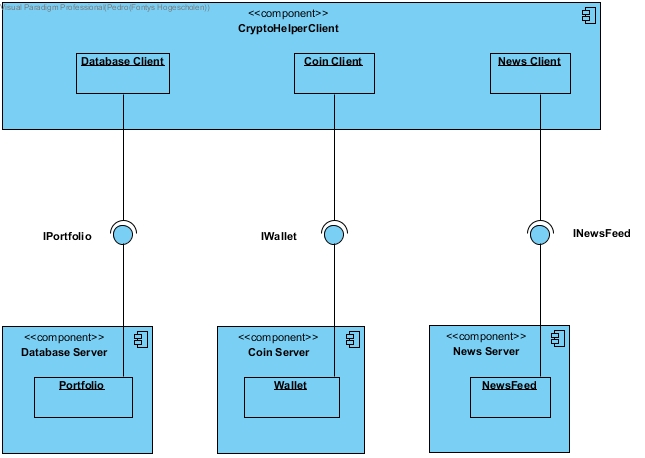 Visual Paradigm Professional(Pedro(Fontys Hogescholen))
<<component>>
CryptoHelperClient
Database Client
Coin Client
News Client
IPortfolio
IWallet
INewsFeed
<<component>>
Database Server
Portfolio
<<component>>
Coin Server
Wallet
<<component>>
News Server
NewsFeed